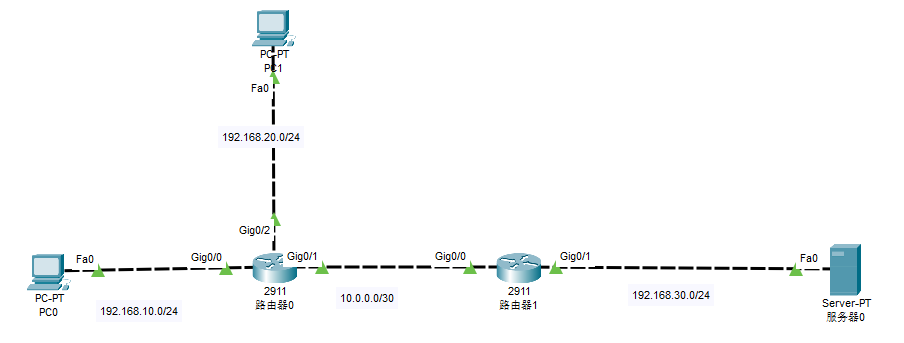 PC-PT
PC1
Fa0
192.168.20.0/24
Gig0/2
Fa0
Gig0/0
Gig0/1
Gig0/0
Gig0/1
Fa0
PC-PT
PC0
192.168.10.0/24
2911
路由器0
10.0.0.0/30
2911
路由器1
192.168.30.0/24
Server-PT
服务器0